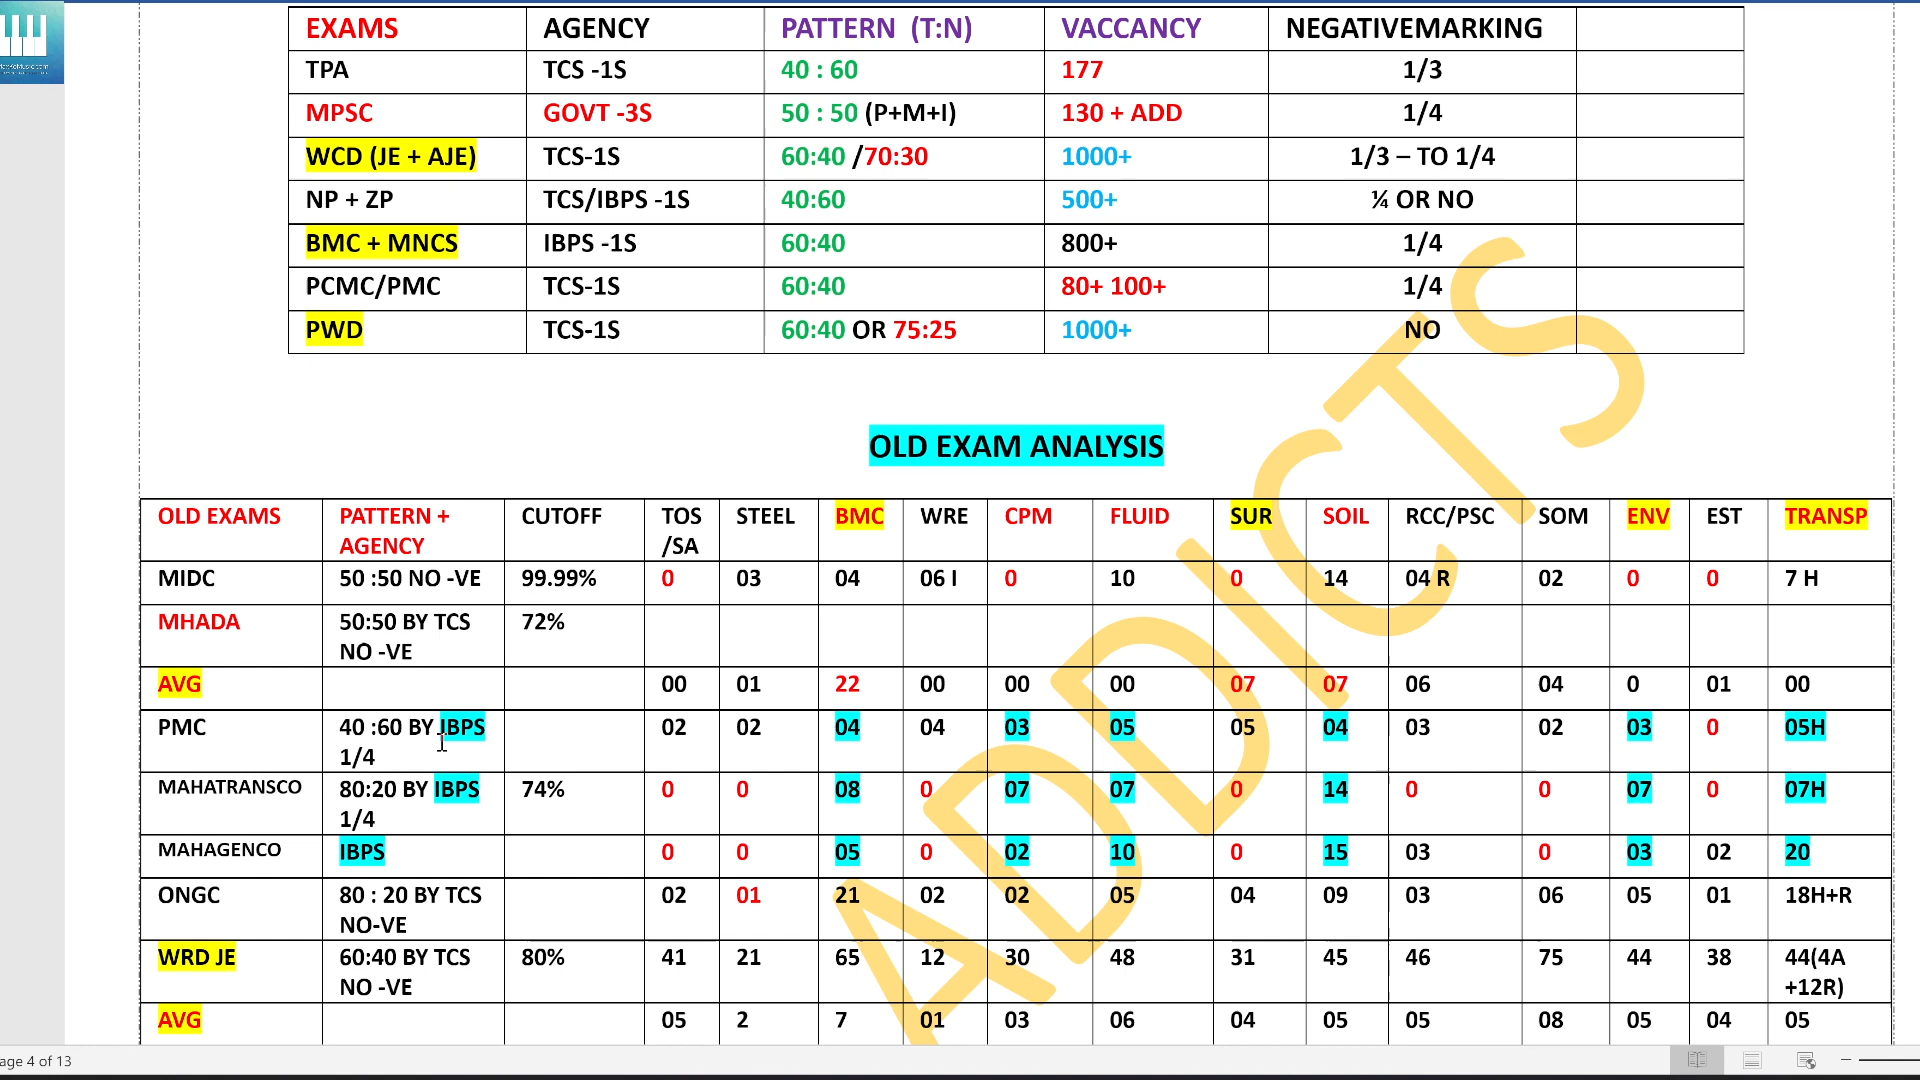 EXAMS AGENCY PATTERN (T:N) VACCANCY NEGATIVEMARKING
TPA TCS -1S 40 : 60 177 1/3
MPSC GOVT -3S 50 : 50 (P+M+I) 130 + ADD 1/4
WCD (JE + AJE) TCS-1S 60:40 /70:30 1000+ 1/3 – TO 1/4
NP + ZP TCS/IBPS -1S 40:60 500+ ¼ OR NO
BMC + MNCS IBPS -1S 60:40 800+ 1/4
PCMC/PMC TCS-1S 60:40 80+ 100+ 1/4
PWD TCS-1S 60:40 OR 75:25 1000+ NO
OLD EXAM ANALYSIS
OLD EXAMS PATTERN + CUTOFF TOS STEEL BMC WRE CPM FLUID SUR SOIL RCC/PSC SOM ENV EST TRANSP
AGENCY /SA
MIDC 50 :50 NO -VE 99.99% 0 03 04 06 I 0 10 0 14 04 R 02 0 0 7 H
MHADA 50:50 BY TCS 72%
NO -VE
AVG 00 01 22 00 00 00 07 07 06 04 0 01 00
PMC 40 :60 BY IBPS 02 02 04 04 03 05 05 04 03 02 03 0 05H
1/4
MAHATRANSCO 80:20 BY IBPS 74% 0 0 08 0 07 07 0 14 0 0 07 0 07H
1/4
MAHAGENCO IBPS 0 0 05 0 02 10 0 15 03 0 03 02 20
ONGC 80 : 20 BY TCS 02 01 21 02 02 05 04 09 03 06 05 01 18H+R
NO-VE
WRD JE 60:40 BY TCS 80% 41 21 65 12 30 48 31 45 46 75 44 38 44(4A
NO -VE +12R)
AVG 05 2 7 01 03 06 04 05 05 08 05 04 05
ADDICTS
age 4 of 13